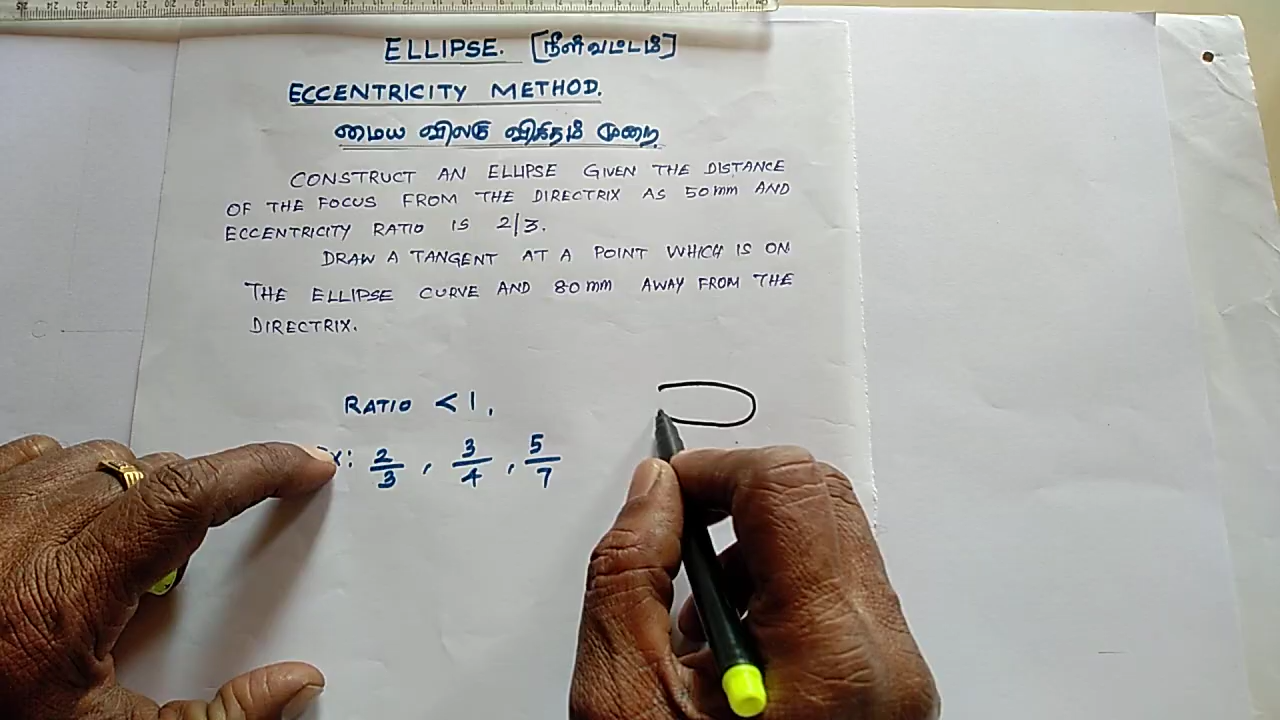 ELLIPSE. [நீள்வட்டம்]
ECCENTRICITY METHOD.
மைய விலகு விகிதம் முறை
CONSTRUCT AN ELLIPSE GIVEN THE DISTANCE
OF THE FOCUS FROM THE DIRECTRIX AS 50mm AND
ECCENTRICITY RATIO IS 2/3.
DRAW A TANGENT AT A POINT WHICH IS ON
THE ELLIPSE CURVE AND 80mm AWAY FROM THE
DIRECTRIX.
RATIO < 1,
Ex: 2/3, 3/4, 5/7